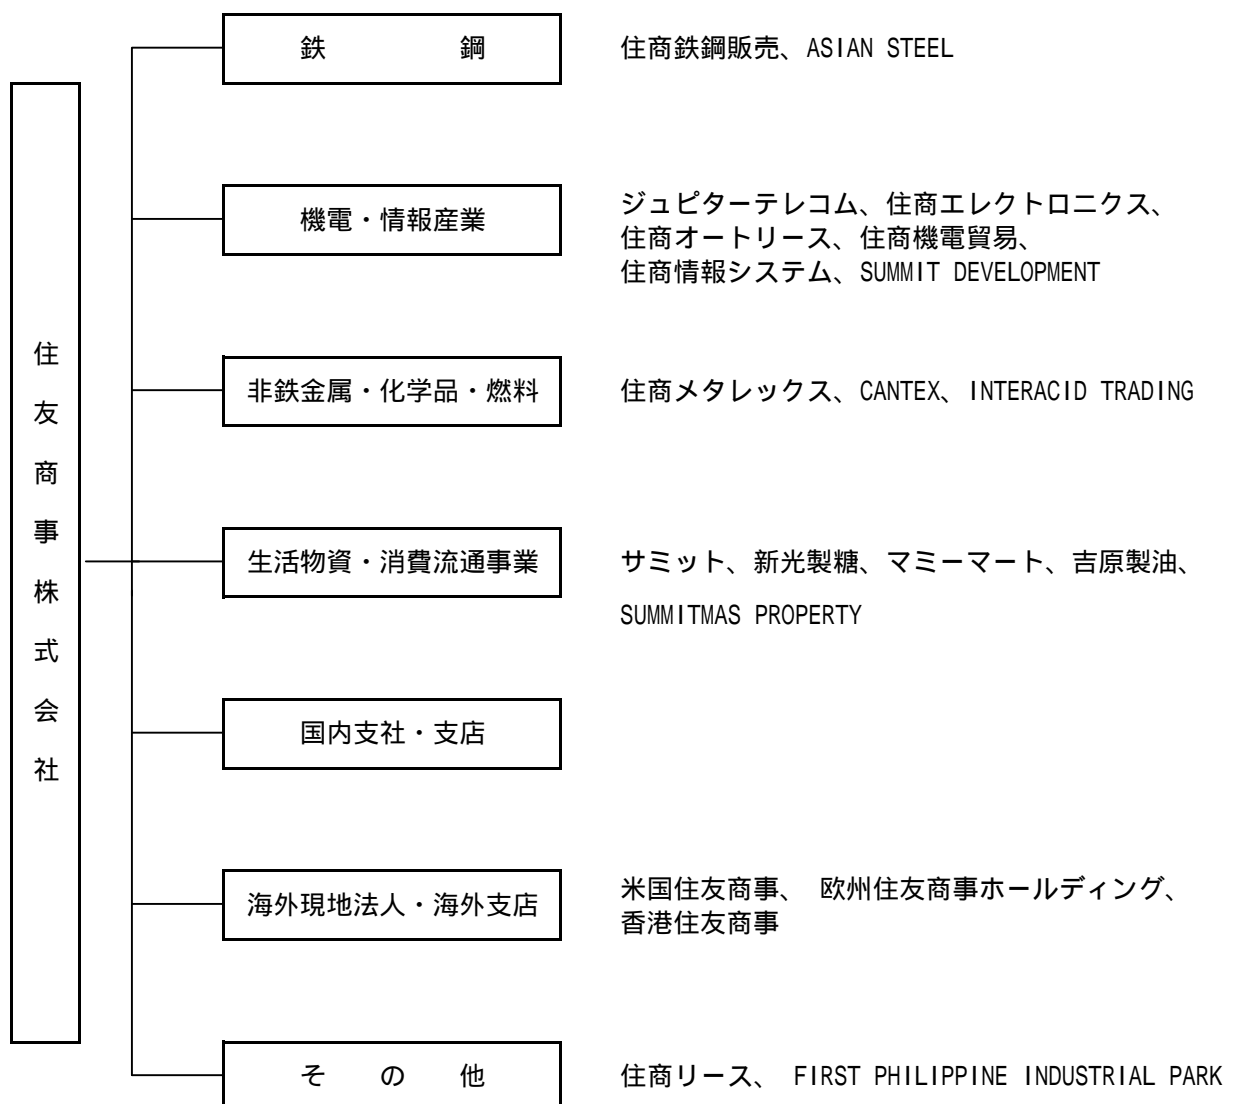 住友商事株式会社
鉄　鋼
住商鉄鋼販売、ASIAN STEEL
機電・情報産業
ジュピターテレコム、住商エレクトロニクス、
住商オートリース、住商機電貿易、
住商情報システム、SUMMIT DEVELOPMENT
非鉄金属・化学品・燃料
住商メタレックス、CANTEX、INTERACID TRADING
生活物資・消費流通事業
サミット、新光製糖、マミーマート、吉原製油、
SUMMITMAS PROPERTY
国内支社・支店
海外現地法人・海外支店
米国住友商事、 欧州住友商事ホールディング、
香港住友商事
そ　の　他
住商リース、 FIRST PHILIPPINE INDUSTRIAL PARK